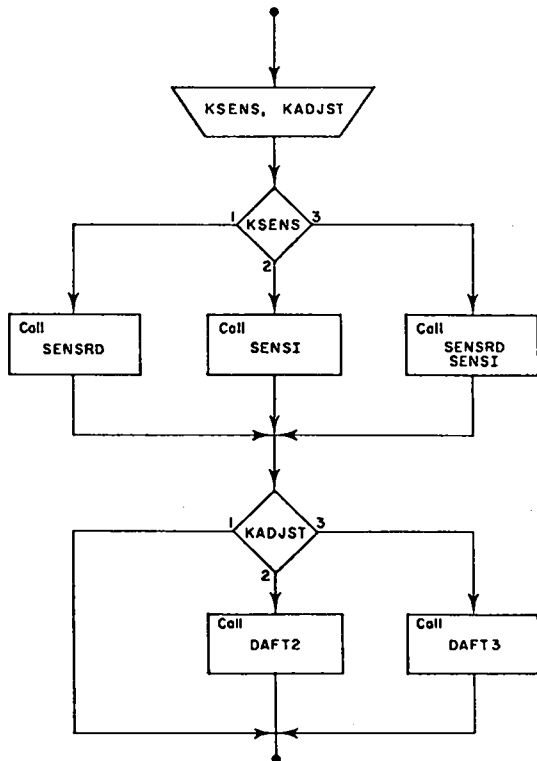 KSENS, KADJST
1 KSENS 3
2
Call
SENSRD
Call
SENSI
Call
SENSRD
SENSI
1 KADJST 3
2
Call
DAFT2
Call
DAFT3